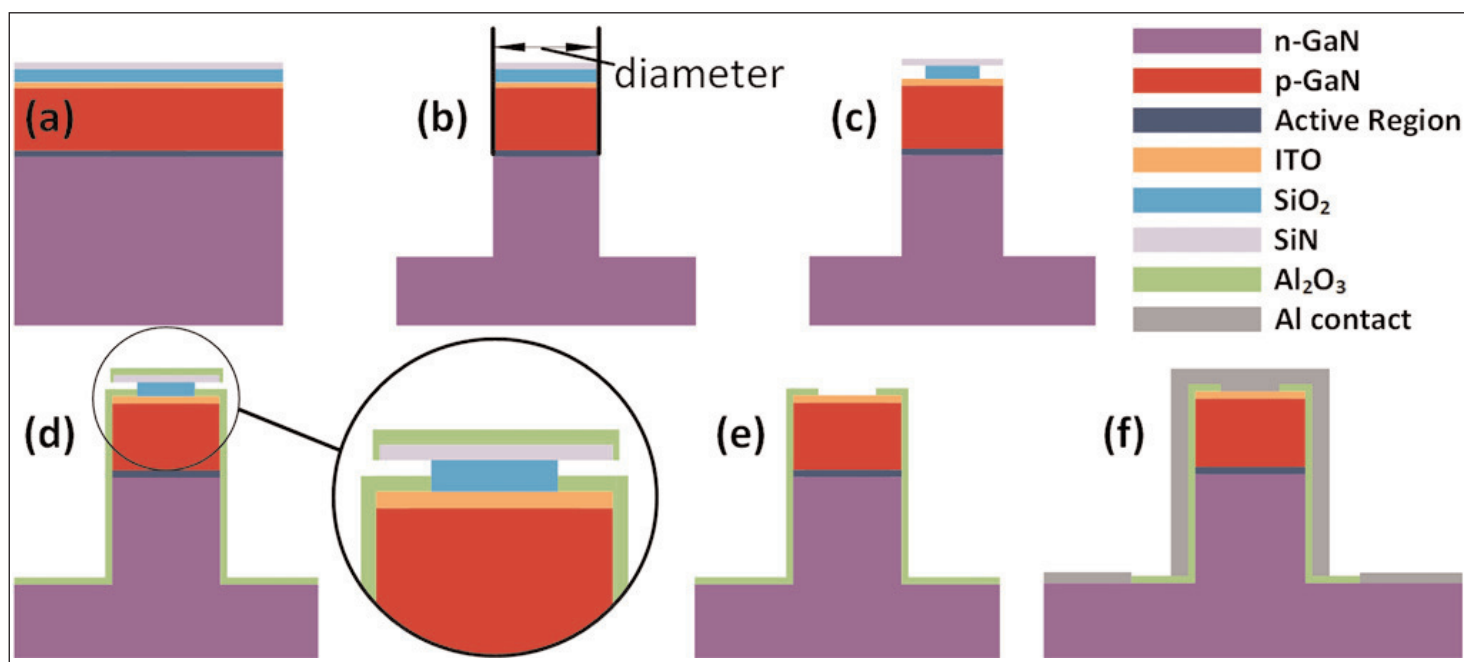 (a)
(b)
diameter
(c)
n-GaN
p-GaN
Active Region
ITO
SiO₂
SiN
Al₂O₃
Al contact
(d)
(e)
(f)